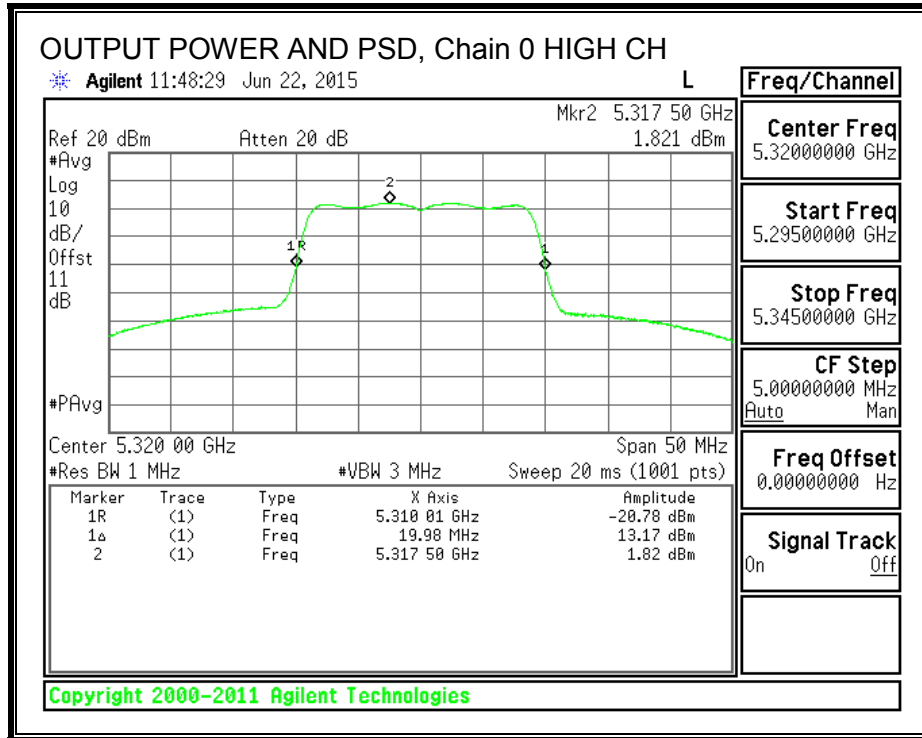 OUTPUT POWER AND PSD, Chain 0 HIGH CH
Agilent 11:48:29 Jun 22, 2015 L
Mkr2 5.317 50 GHz
Ref 20 dBm Atten 20 dB 1.821 dBm
#Avg
Log
10
dB/
Offst
11
dB
#PAvg
2
1R
1
Center 5.320 00 GHz Span 50 MHz
#Res BW 1 MHz #VBW 3 MHz Sweep 20 ms (1001 pts)
Marker Trace Type X Axis Amplitude
1R (1) Freq 5.310 01 GHz -20.78 dBm
1Δ (1) Freq 19.98 MHz 13.17 dBm
2 (1) Freq 5.317 50 GHz 1.82 dBm
Freq/Channel
Center Freq
5.32000000 GHz
Start Freq
5.29500000 GHz
Stop Freq
5.34500000 GHz
CF Step
5.00000000 MHz
Auto Man
Freq Offset
0.00000000 Hz
Signal Track
On Off
Copyright 2000-2011 Agilent Technologies